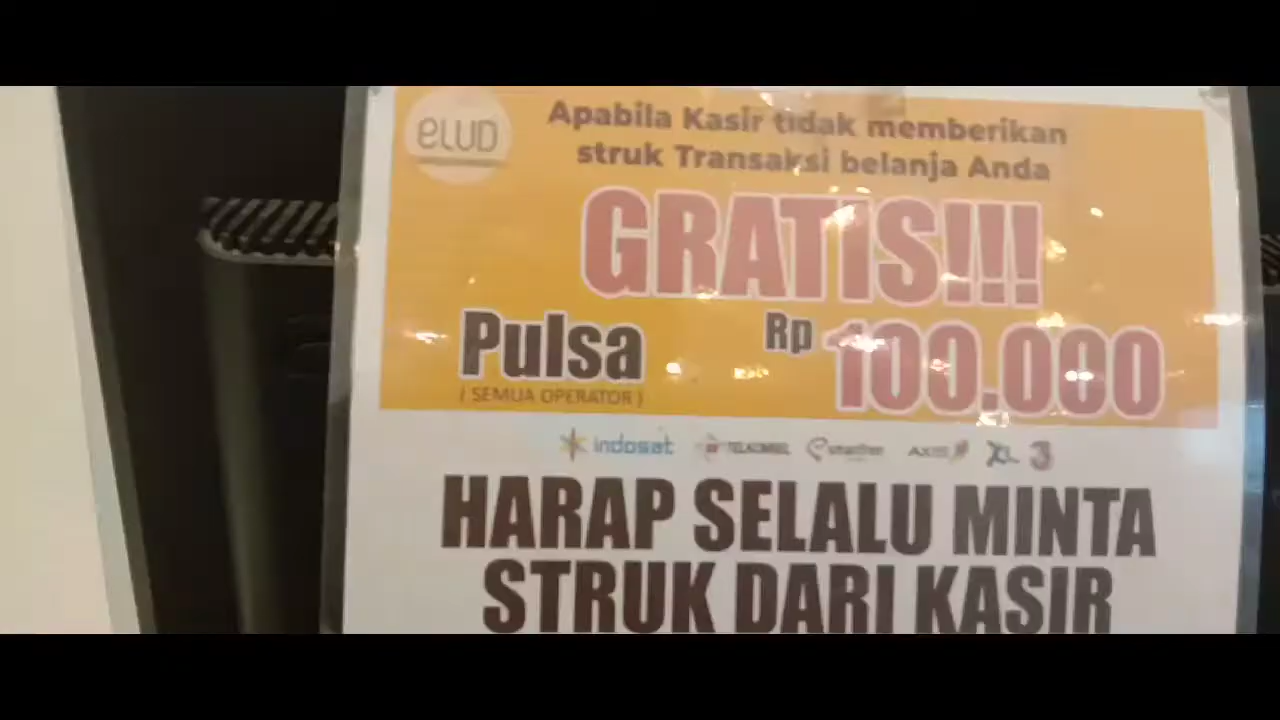 eLUD
Apabila Kasir tidak memberikan
struk Transaksi belanja Anda
GRATIS!!!
Pulsa Rp 100.000
( SEMUA OPERATOR )
indosat TELKOMSEL smartfren AXIS XL 3
HARAP SELALU MINTA
STRUK DARI KASIR